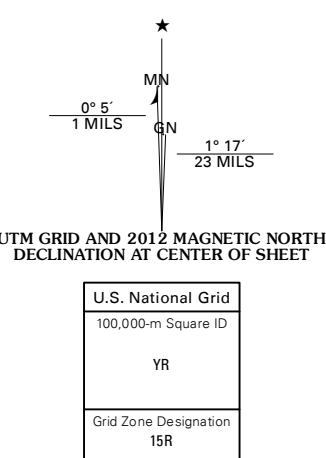 ★
MN
0° 5´
1 MILS
GN
1° 17´
23 MILS
UTM GRID AND 2012 MAGNETIC NORTH
DECLINATION AT CENTER OF SHEET
U.S. National Grid
100,000-m Square ID
YR
Grid Zone Designation
15R